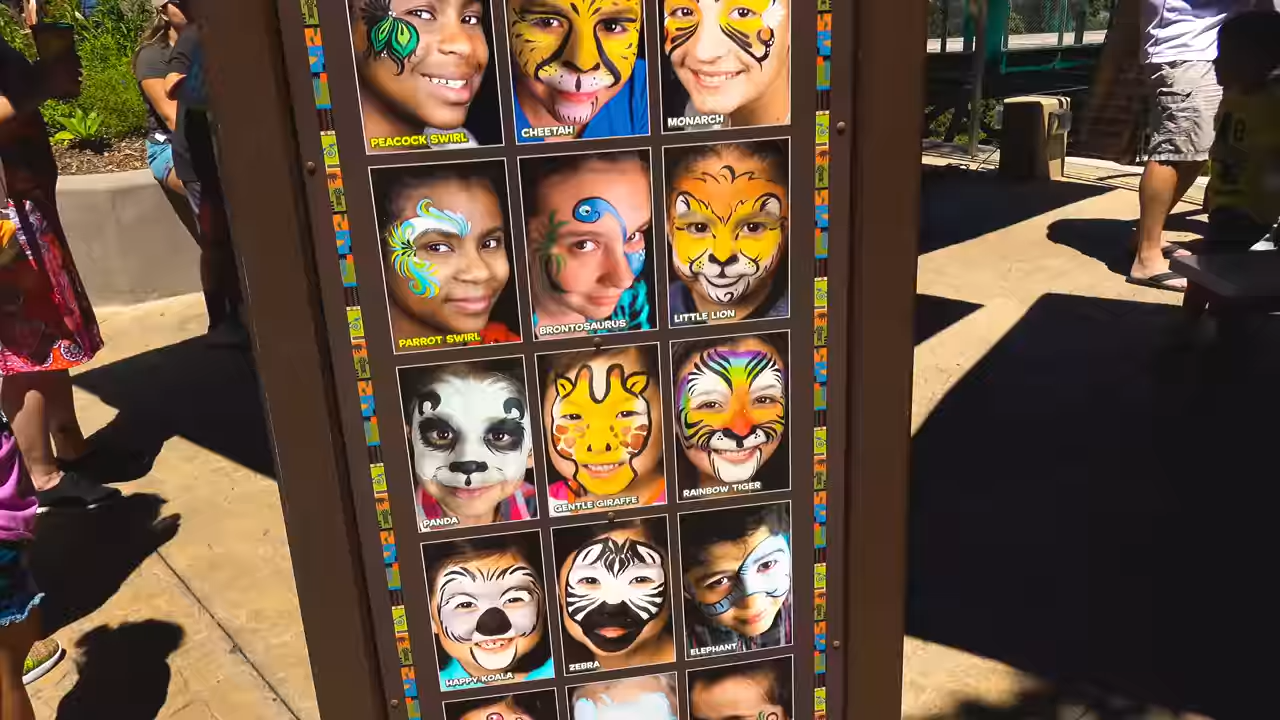 PEACOCK SWIRL
CHEETAH
MONARCH
PARROT SWIRL
BRONTOSAURUS
LITTLE LION
PANDA
GENTLE GIRAFFE
RAINBOW TIGER
HAPPY KOALA
ZEBRA
ELEPHANT